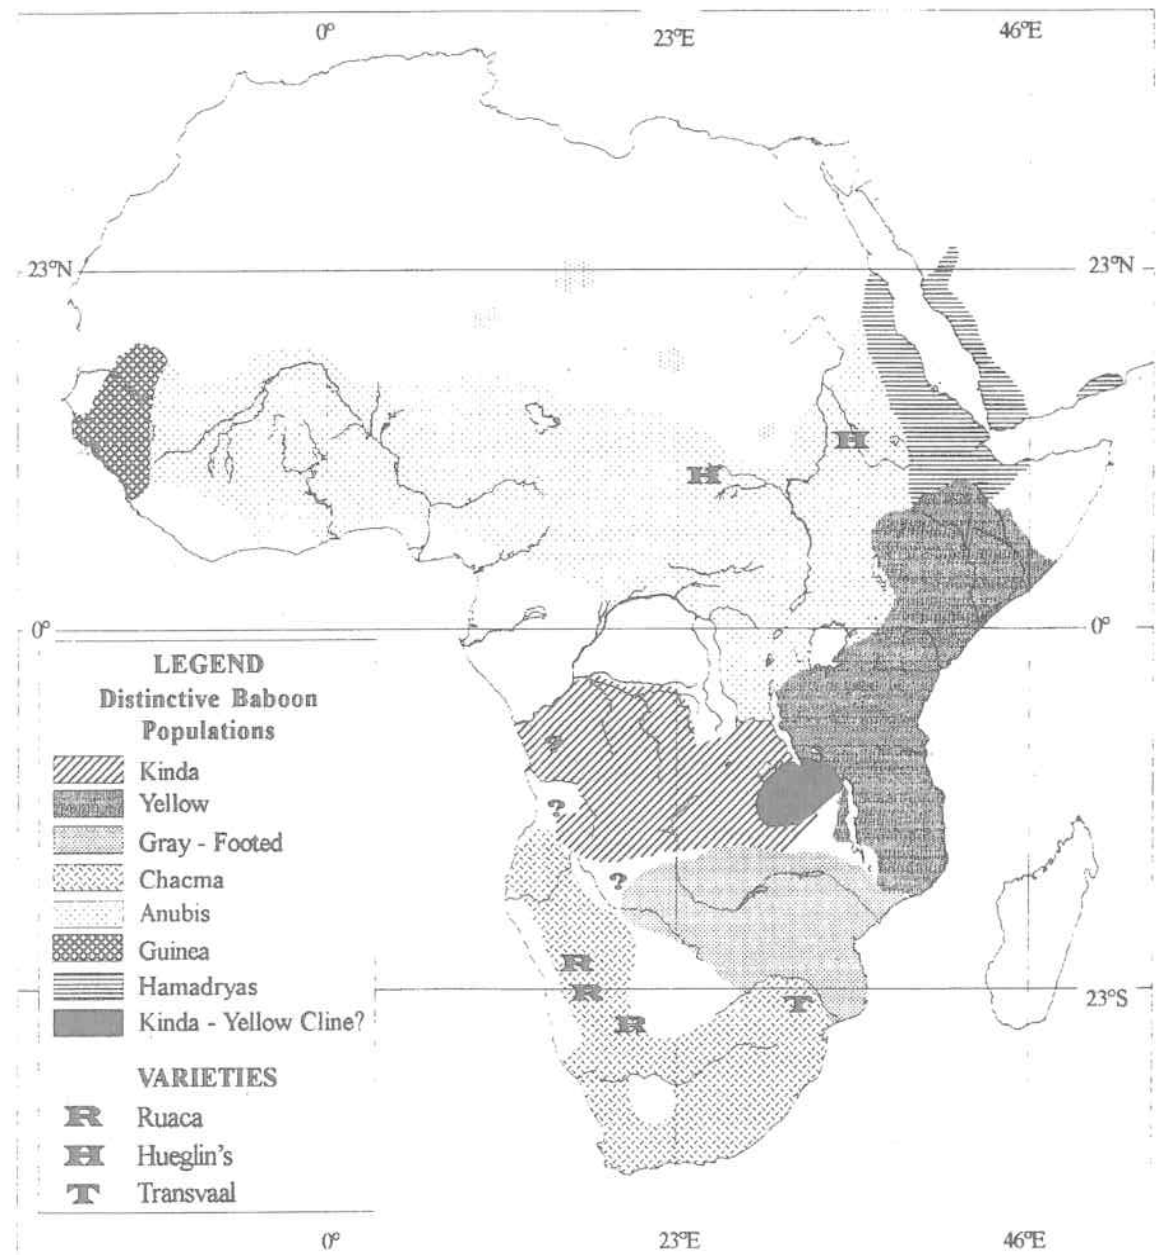 0° 23°E 46°E
23°N 23°N
H
H
0° 0°
LEGEND
Distinctive Baboon
Populations
Kinda
Yellow
Gray - Footed
Chacma
Anubis
Guinea
Hamadryas
Kinda - Yellow Cline?
?
?
?
R
R
R
T
23°S
VARIETIES
R Ruaca
H Hueglin's
T Transvaal
0° 23°E 46°E